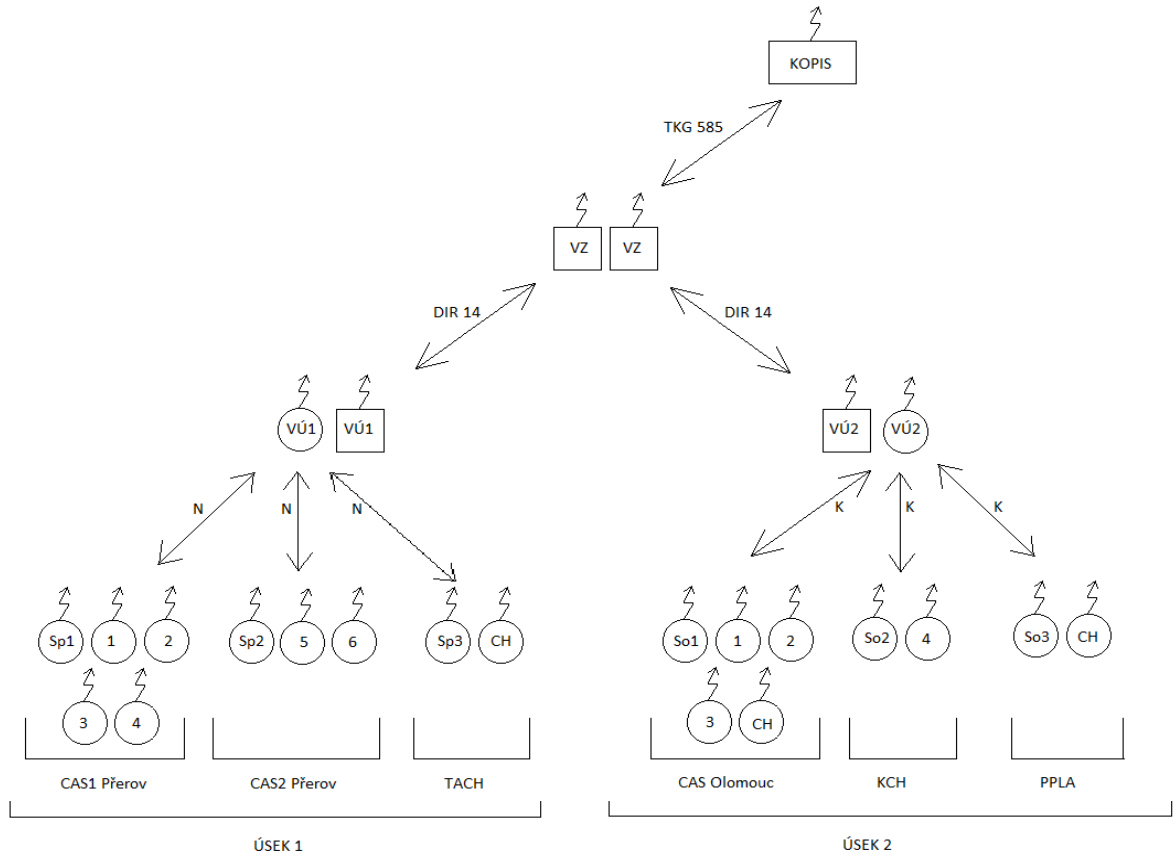 KOPIS
TKG 585
VZ VZ
DIR 14 DIR 14
VÚ1 VÚ1 VÚ2 VÚ2
N N N K K K
Sp1 1 2 Sp2 5 6 Sp3 CH So1 1 2 So2 4 So3 CH
3 4 3 CH
CAS1 Přerov CAS2 Přerov TACH CAS Olomouc KCH PPLA
ÚSEK 1 ÚSEK 2